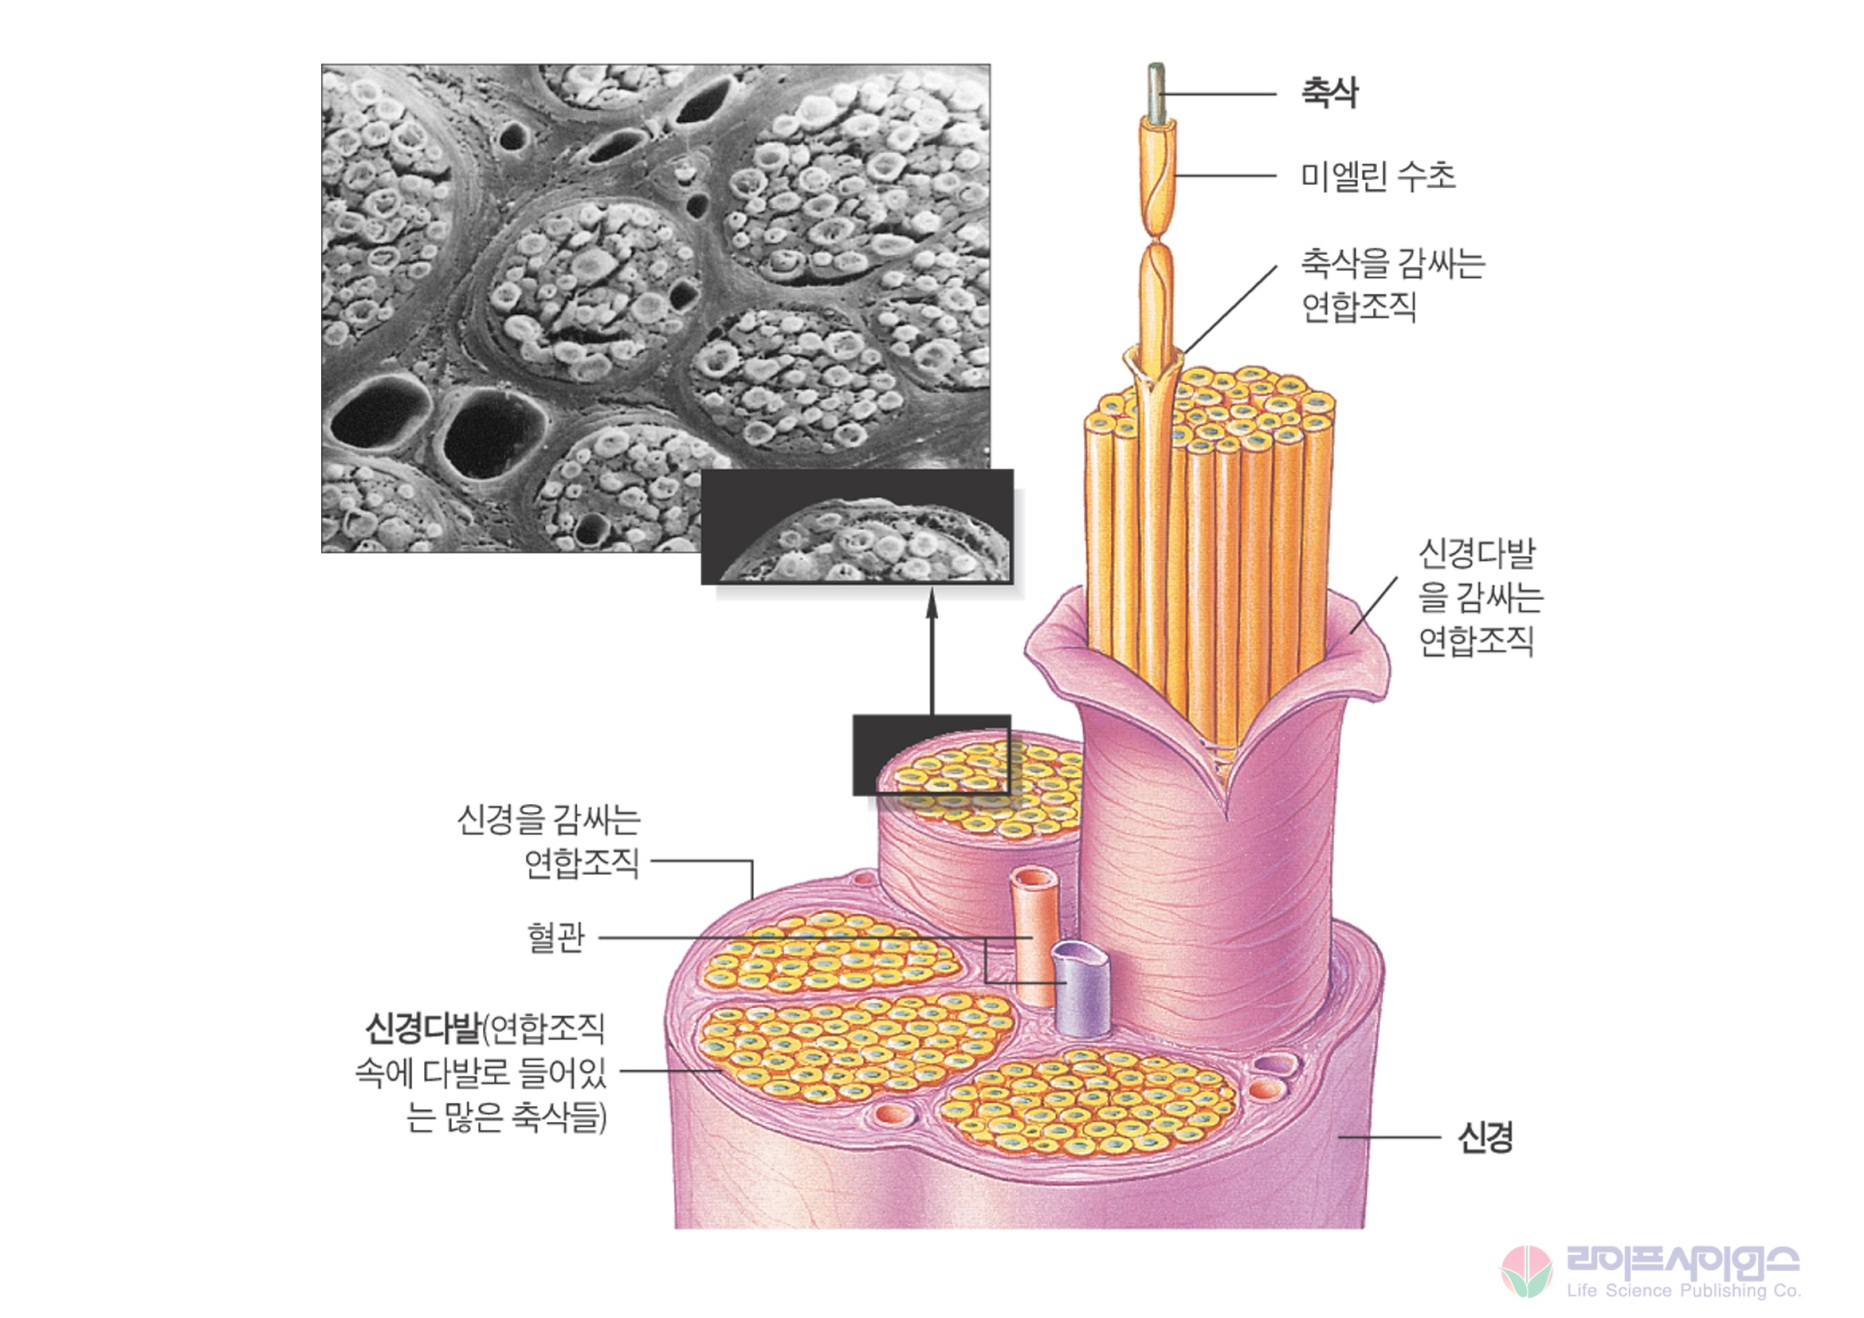 축삭
미엘린 수초
축삭을 감싸는
연합조직
신경다발
을 감싸는
연합조직
신경을 감싸는
연합조직
혈관
신경다발(연합조직
속에 다발로 들어있
는 많은 축삭들)
신경
라이프사이언스
Life Science Publishing Co.